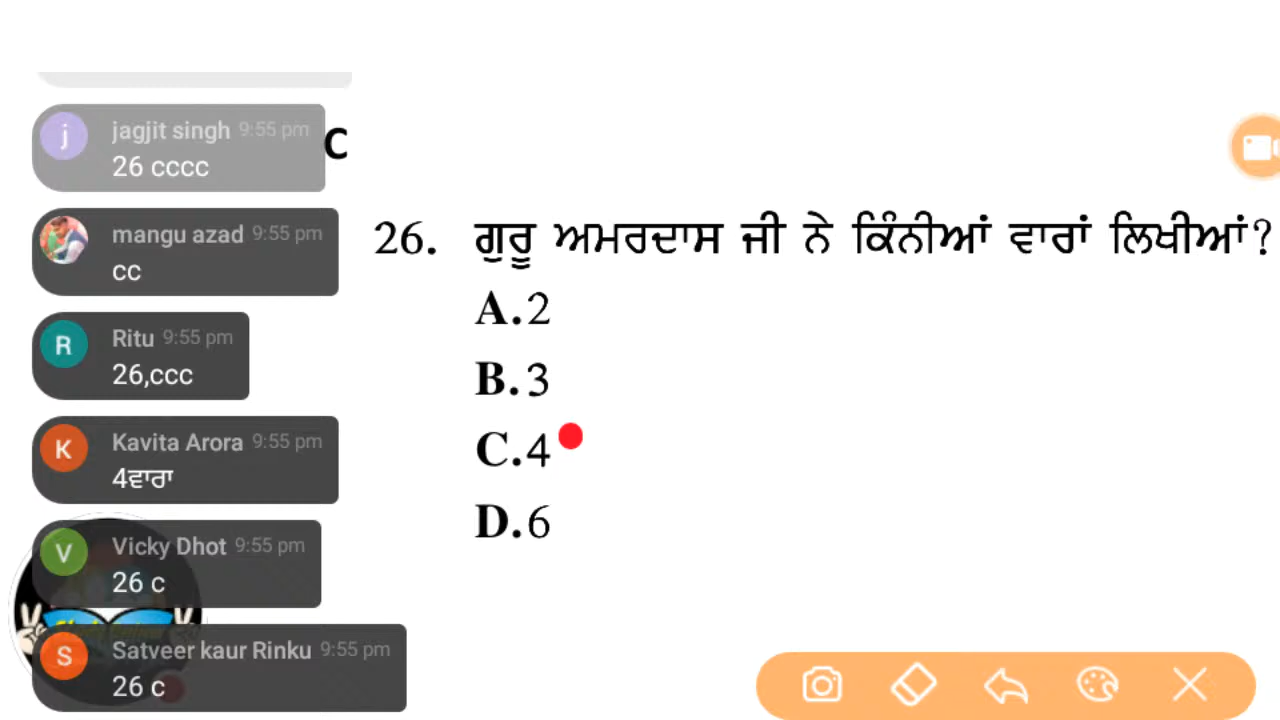 jagjit singh 9:55 pm
26 cccc
C
mangu azad 9:55 pm
cc
Ritu 9:55 pm
26,ccc
Kavita Arora 9:55 pm
4ਵਾਰਾ
Vicky Dhot 9:55 pm
26 c
Satveer kaur Rinku 9:55 pm
26 c
26. ਗੁਰੂ ਅਮਰਦਾਸ ਜੀ ਨੇ ਕਿੰਨੀਆਂ ਵਾਰਾਂ ਲਿਖੀਆਂ?
A.2
B.3
C.4
D.6